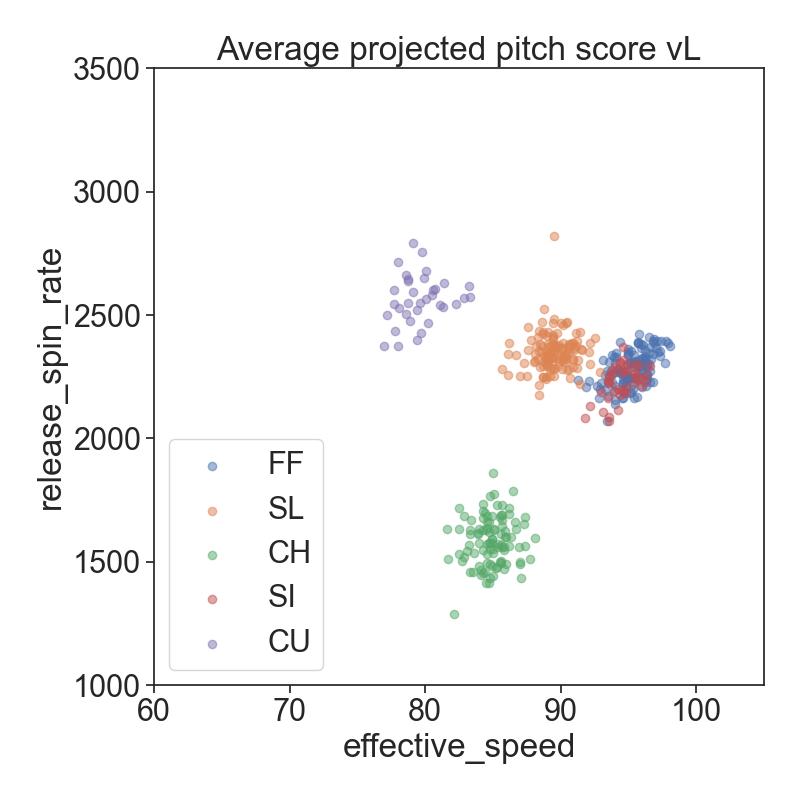 Average projected pitch score vL
3500
3000
2500
2000
1500
1000
release_spin_rate
FF
SL
CH
SI
CU
60
70
80
90
100
effective_speed